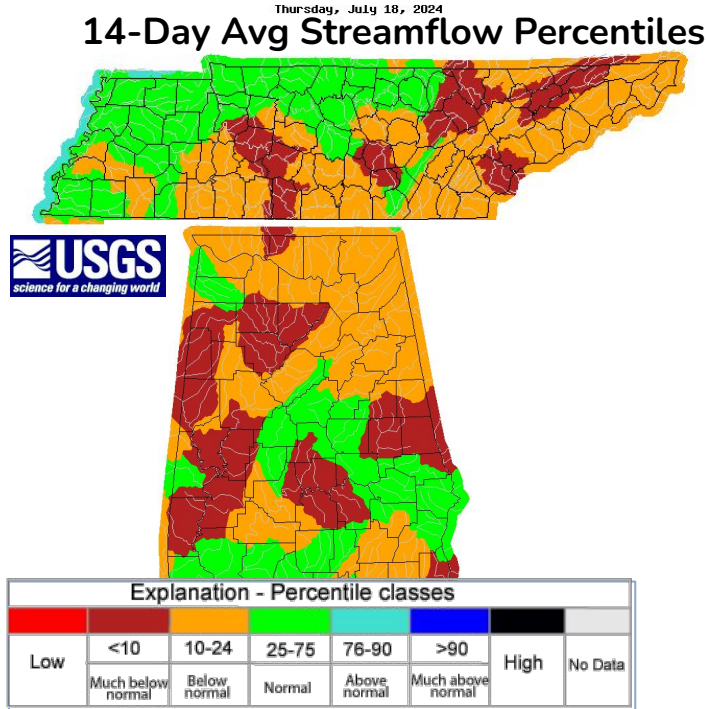 Thursday, July 18, 2024
14-Day Avg Streamflow Percentiles
USGS
science for a changing world
Explanation - Percentile classes
Low
<10
10-24
25-75
76-90
>90
High
No Data
Much below normal
Below normal
Normal
Above normal
Much above normal